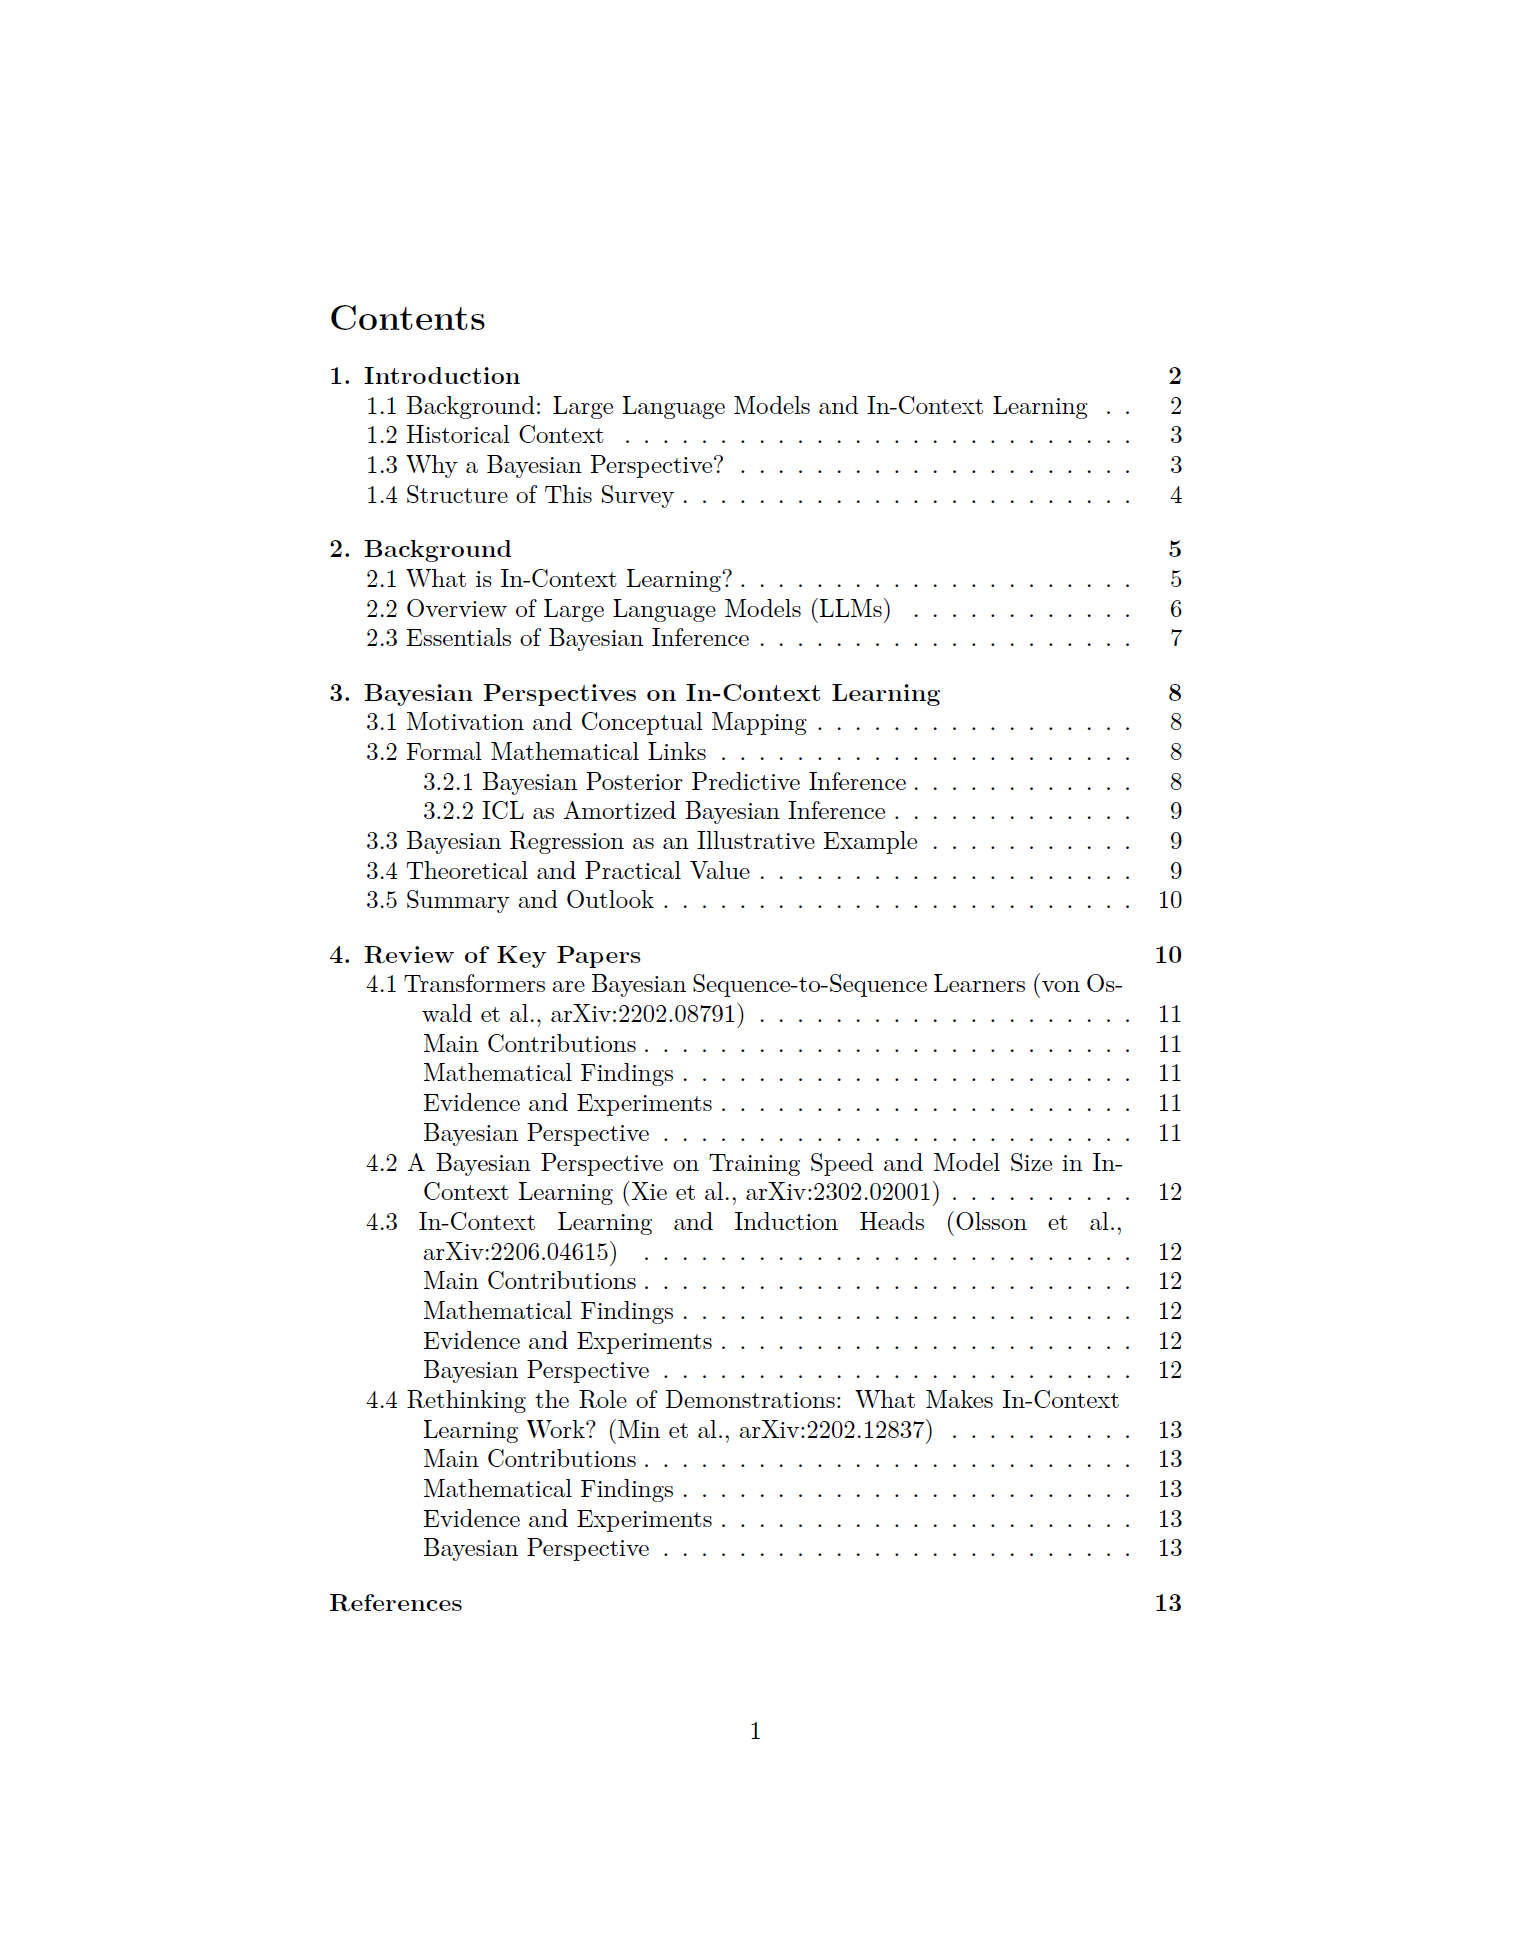 Contents
1. Introduction 2
1.1 Background: Large Language Models and In-Context Learning . . 2
1.2 Historical Context . . . . . . . . . . . . . . . . . . . . . . . . . . . 3
1.3 Why a Bayesian Perspective? . . . . . . . . . . . . . . . . . . . . . 3
1.4 Structure of This Survey . . . . . . . . . . . . . . . . . . . . . . . . 4
2. Background 5
2.1 What is In-Context Learning? . . . . . . . . . . . . . . . . . . . . . 5
2.2 Overview of Large Language Models (LLMs) . . . . . . . . . . . . 6
2.3 Essentials of Bayesian Inference . . . . . . . . . . . . . . . . . . . . 7
3. Bayesian Perspectives on In-Context Learning 8
3.1 Motivation and Conceptual Mapping . . . . . . . . . . . . . . . . . 8
3.2 Formal Mathematical Links . . . . . . . . . . . . . . . . . . . . . . 8
3.2.1 Bayesian Posterior Predictive Inference . . . . . . . . . . . . 8
3.2.2 ICL as Amortized Bayesian Inference . . . . . . . . . . . . . 9
3.3 Bayesian Regression as an Illustrative Example . . . . . . . . . . . 9
3.4 Theoretical and Practical Value . . . . . . . . . . . . . . . . . . . . 9
3.5 Summary and Outlook . . . . . . . . . . . . . . . . . . . . . . . . . 10
4. Review of Key Papers 10
4.1 Transformers are Bayesian Sequence-to-Sequence Learners (von Os-
wald et al., arXiv:2202.08791) . . . . . . . . . . . . . . . . . . . . 11
Main Contributions . . . . . . . . . . . . . . . . . . . . . . . . . . 11
Mathematical Findings . . . . . . . . . . . . . . . . . . . . . . . . 11
Evidence and Experiments . . . . . . . . . . . . . . . . . . . . . . 11
Bayesian Perspective . . . . . . . . . . . . . . . . . . . . . . . . . 11
4.2 A Bayesian Perspective on Training Speed and Model Size in In-
Context Learning (Xie et al., arXiv:2302.02001) . . . . . . . . . . 12
4.3 In-Context Learning and Induction Heads (Olsson et al.,
arXiv:2206.04615) . . . . . . . . . . . . . . . . . . . . . . . . . . 12
Main Contributions . . . . . . . . . . . . . . . . . . . . . . . . . . 12
Mathematical Findings . . . . . . . . . . . . . . . . . . . . . . . . 12
Evidence and Experiments . . . . . . . . . . . . . . . . . . . . . . 12
Bayesian Perspective . . . . . . . . . . . . . . . . . . . . . . . . . 12
4.4 Rethinking the Role of Demonstrations: What Makes In-Context
Learning Work? (Min et al., arXiv:2202.12837) . . . . . . . . . . 13
Main Contributions . . . . . . . . . . . . . . . . . . . . . . . . . . 13
Mathematical Findings . . . . . . . . . . . . . . . . . . . . . . . . 13
Evidence and Experiments . . . . . . . . . . . . . . . . . . . . . . 13
Bayesian Perspective . . . . . . . . . . . . . . . . . . . . . . . . . 13
References 13
1